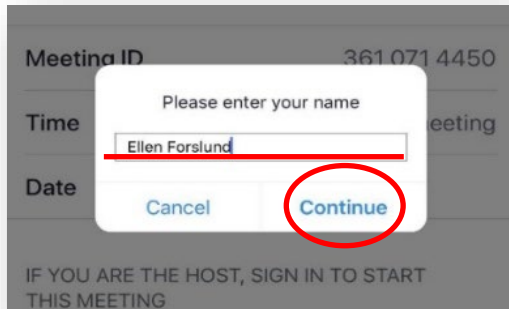 Meeting ID 361 071 4450
Please enter your name
Time eeting
Ellen Forslund
Date
Cancel Continue
IF YOU ARE THE HOST, SIGN IN TO START
THIS MEETING